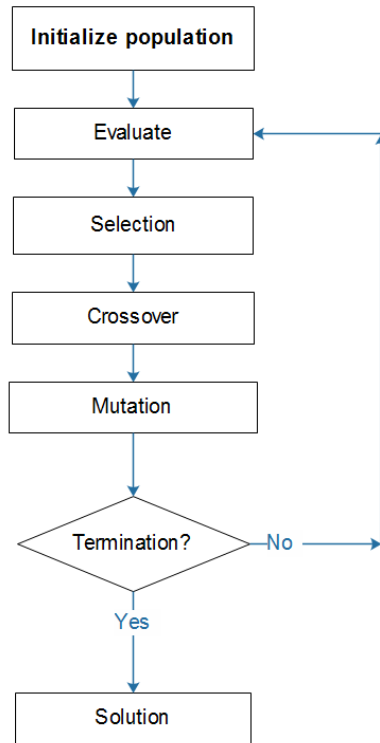 Initialize population
Evaluate
Selection
Crossover
Mutation
Termination?
No
Yes
Solution